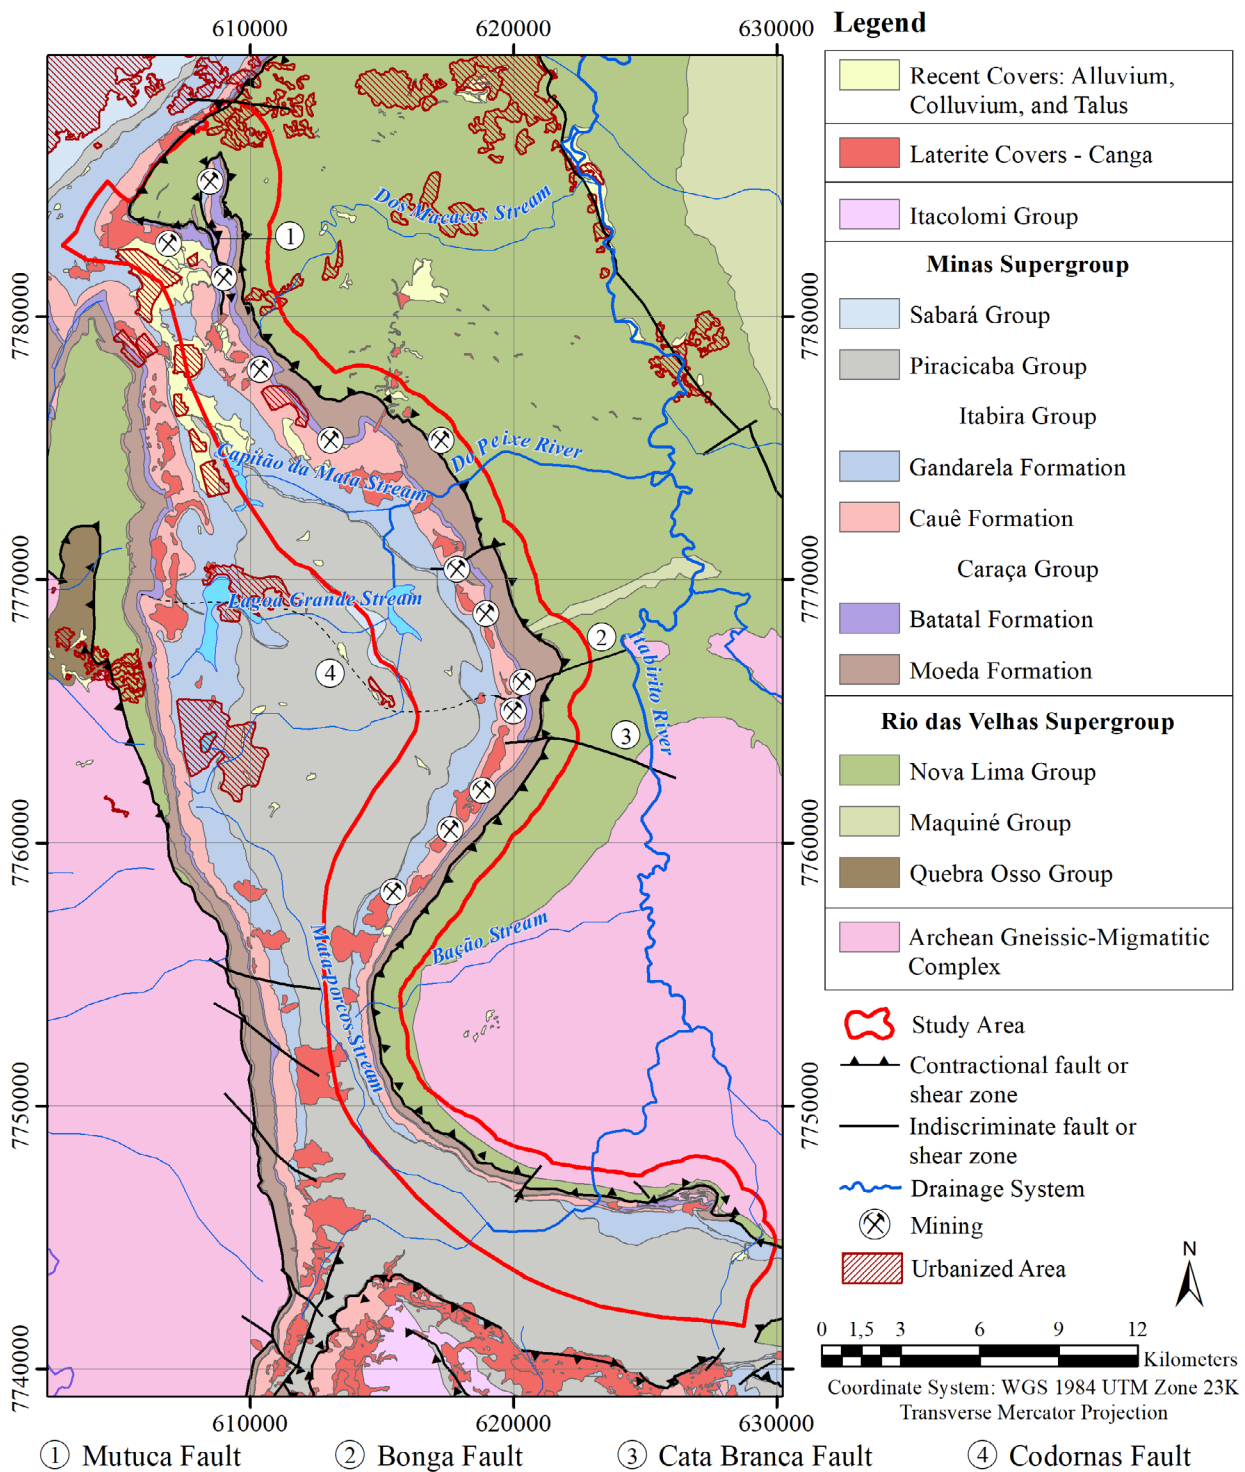 610000
620000
630000
Legend
Recent Covers: Alluvium,
Colluvium, and Talus
Laterite Covers - Canga
Itacolomi Group
Minas Supergroup
Sabará Group
Piracicaba Group
Itabira Group
Gandarela Formation
Cauê Formation
Caraça Group
Batatal Formation
Moeda Formation
Rio das Velhas Supergroup
Nova Lima Group
Maquiné Group
Quebra Osso Group
Archean Gneissic-Migmatitic
Complex
Study Area
Contractional fault or
shear zone
Indiscriminate fault or
shear zone
Drainage System
Mining
Urbanized Area
N
0 1,5 3 6 9 12
Kilometers
Coordinate System: WGS 1984 UTM Zone 23K
Transverse Mercator Projection
7780000
7770000
7760000
7750000
7740000
7780000
7770000
7760000
7750000
7740000
Dos Macacos Stream
1
Do Peixe River
Capitão da Mata Stream
Lagoa Grande Stream
2
Itabirito River
4
3
Bação Stream
Mata porcos Stream
610000
620000
630000
1 Mutuca Fault
2 Bonga Fault
3 Cata Branca Fault
4 Codornas Fault